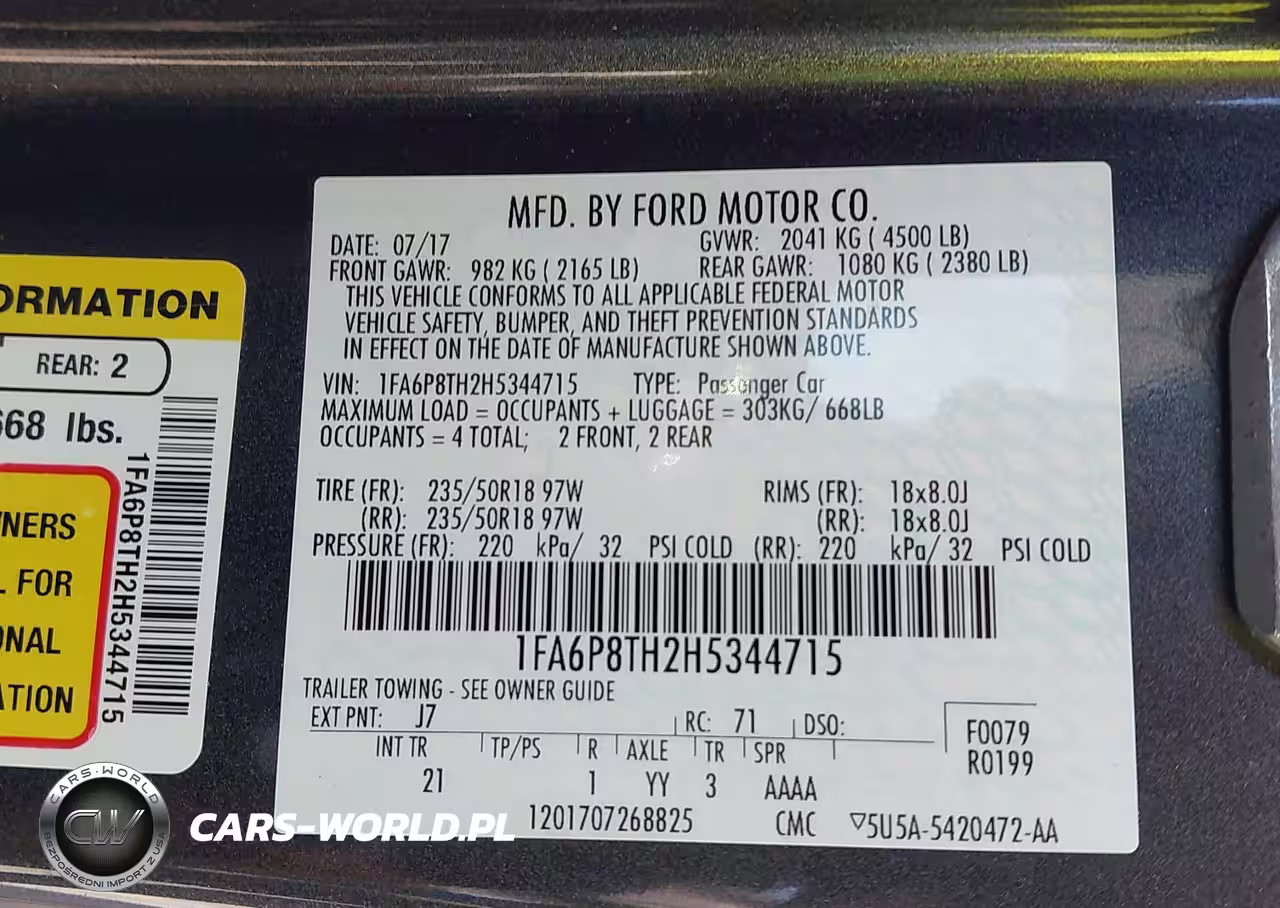 MFD. BY FORD MOTOR CO.
DATE: 07/17 GVWR: 2041 KG ( 4500 LB)
FRONT GAWR: 982 KG ( 2165 LB) REAR GAWR: 1080 KG ( 2380 LB)
THIS VEHICLE CONFORMS TO ALL APPLICABLE FEDERAL MOTOR
VEHICLE SAFETY, BUMPER, AND THEFT PREVENTION STANDARDS
IN EFFECT ON THE DATE OF MANUFACTURE SHOWN ABOVE.
VIN: 1FA6P8TH2H5344715 TYPE: Passenger Car
MAXIMUM LOAD = OCCUPANTS + LUGGAGE = 303KG/ 668LB
OCCUPANTS = 4 TOTAL; 2 FRONT, 2 REAR
TIRE (FR): 235/50R18 97W RIMS (FR): 18x8.0J
(RR): 235/50R18 97W (RR): 18x8.0J
PRESSURE (FR): 220 kPa/ 32 PSI COLD (RR): 220 kPa/ 32 PSI COLD
1FA6P8TH2H5344715
TRAILER TOWING - SEE OWNER GUIDE
EXT PNT: J7 RC: 71 DSO:
F0079
R0199
INT TR TP/PS R AXLE TR SPR
21 1 YY 3 AAAA
1201707268825 CMC ▽5U5A-5420472-AA
ORMATION
REAR: 2
668 lbs.
NERS
L FOR
ONAL
ATION
1FA6P8TH2H5344715
CARS-WORLD
CW
BEZPOŚREDNI IMPORT Z USA
CARS-WORLD.PL